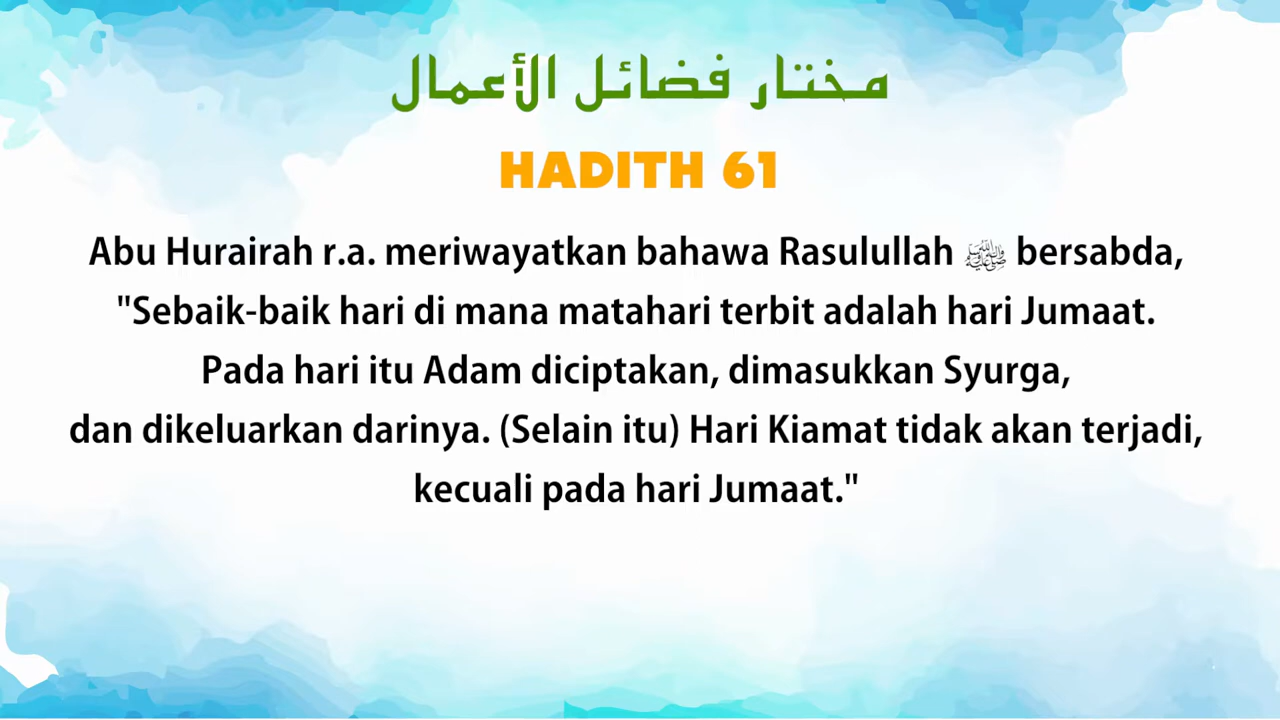 مختار فضائل الأعمال
HADITH 61
Abu Hurairah r.a. meriwayatkan bahawa Rasulullah ﷺ bersabda,
"Sebaik-baik hari di mana matahari terbit adalah hari Jumaat.
Pada hari itu Adam diciptakan, dimasukkan Syurga,
dan dikeluarkan darinya. (Selain itu) Hari Kiamat tidak akan terjadi,
kecuali pada hari Jumaat."